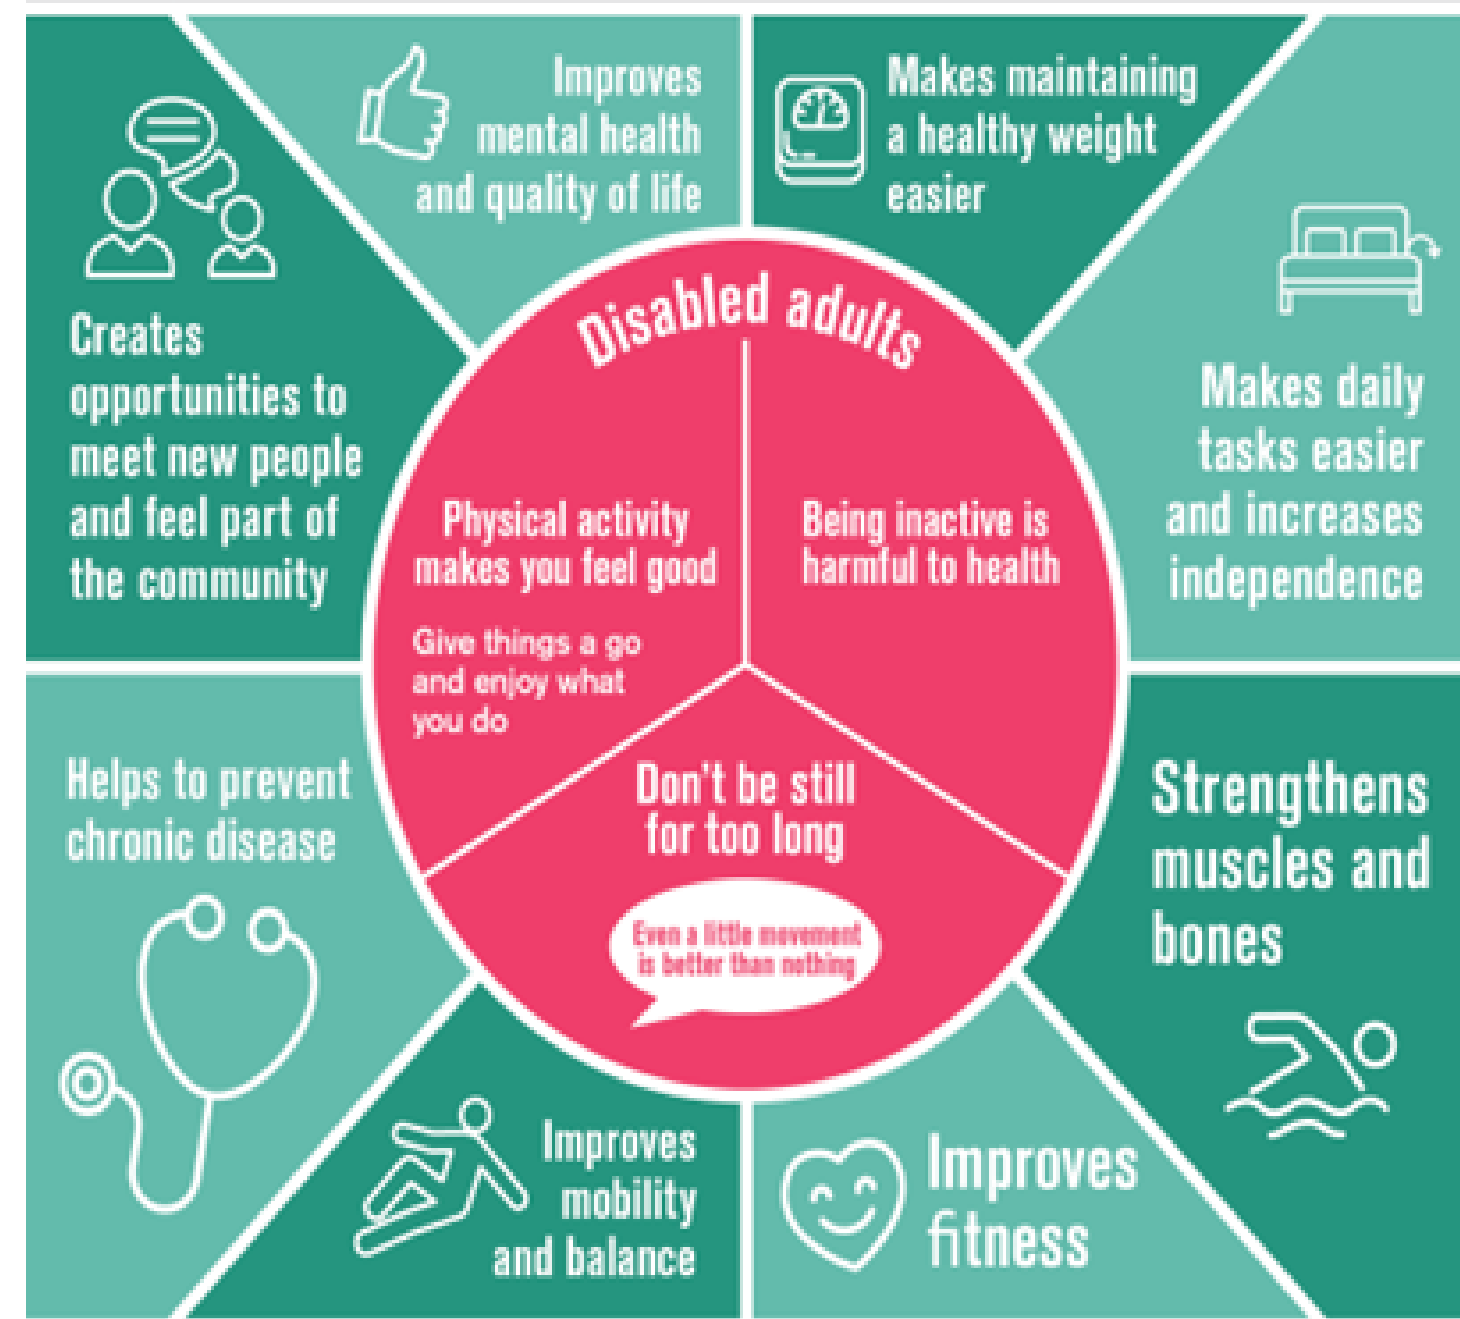 Improves
mental health
and quality of life
Makes maintaining
a healthy weight
easier
Makes daily
tasks easier
and increases
independence
Strengthens
muscles and
bones
Improves
fitness
Improves
mobility
and balance
Helps to prevent
chronic disease
Creates
opportunities to
meet new people
and feel part of
the community
Disabled adults
Physical activity
makes you feel good
Give things a go
and enjoy what
you do
Being inactive is
harmful to health
Don't be still
for too long
Even a little movement
is better than nothing